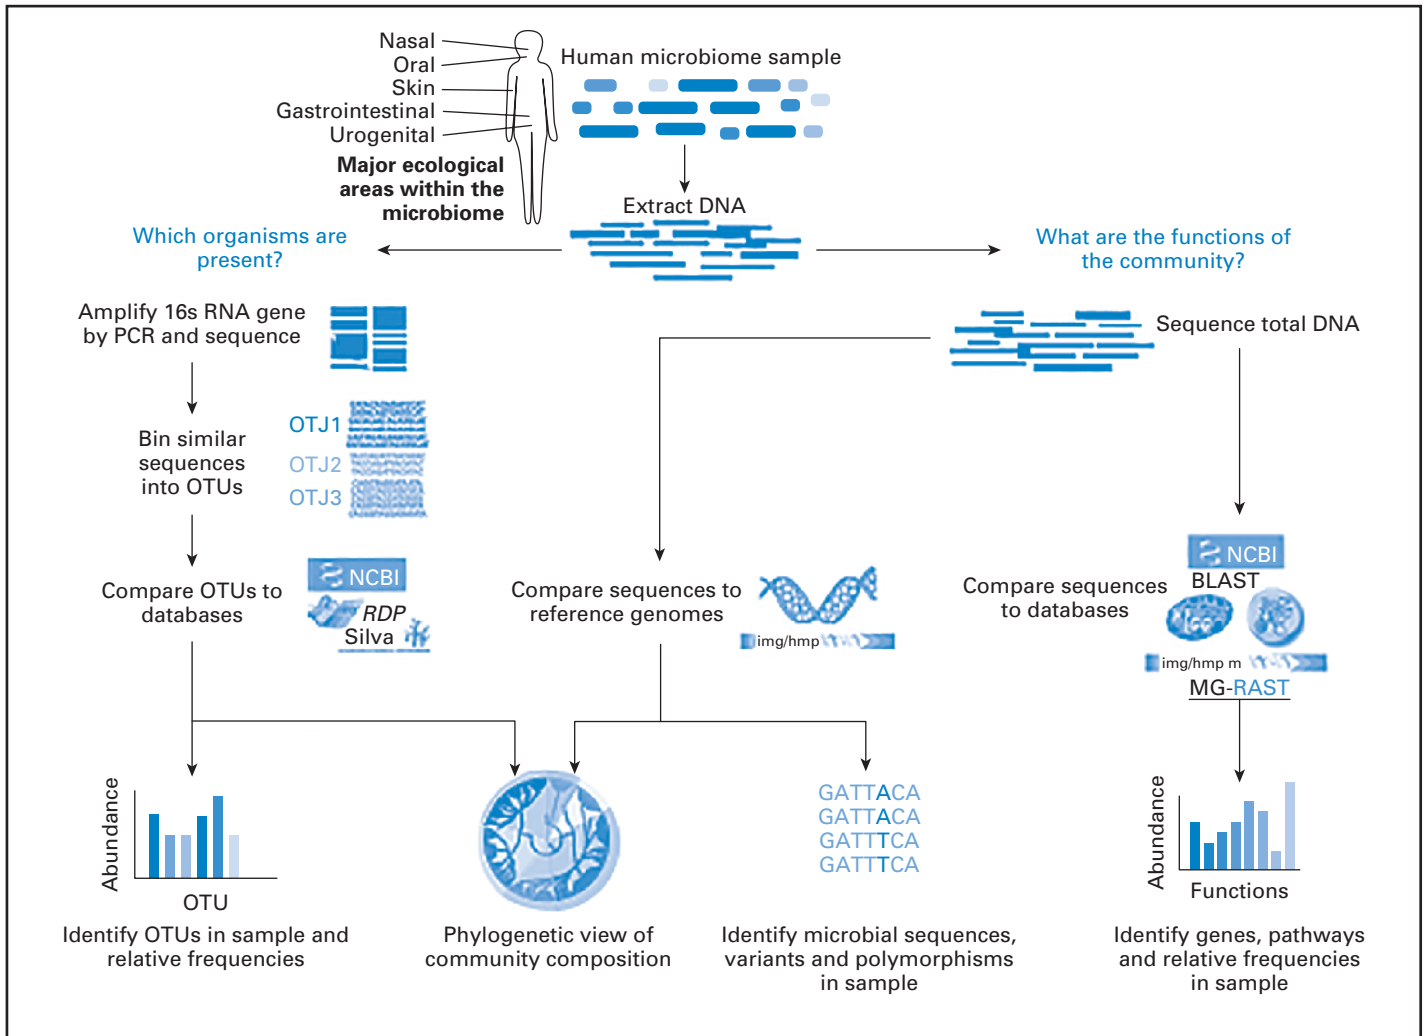 Nasal
Oral
Skin
Gastrointestinal
Urogenital
Major ecological
areas within the
microbiome
Human microbiome sample
Extract DNA
Which organisms are
present?
What are the functions of
the community?
Amplify 16s RNA gene
by PCR and sequence
Sequence total DNA
Bin similar
sequences
into OTUs
OTJ1
OTJ2
OTJ3
Compare OTUs to
databases
NCBI
RDP
Silva
Compare sequences to
reference genomes
img/hmp
Compare sequences
to databases
NCBI
BLAST
img/hmp m
MG-RAST
Abundance
OTU
Identify OTUs in sample and
relative frequencies
Phylogenetic view of
community composition
GATTACA
GATTACA
GATTTCA
GATTTCA
Identify microbial sequences,
variants and polymorphisms
in sample
Abundance
Functions
Identify genes, pathways
and relative frequencies
in sample